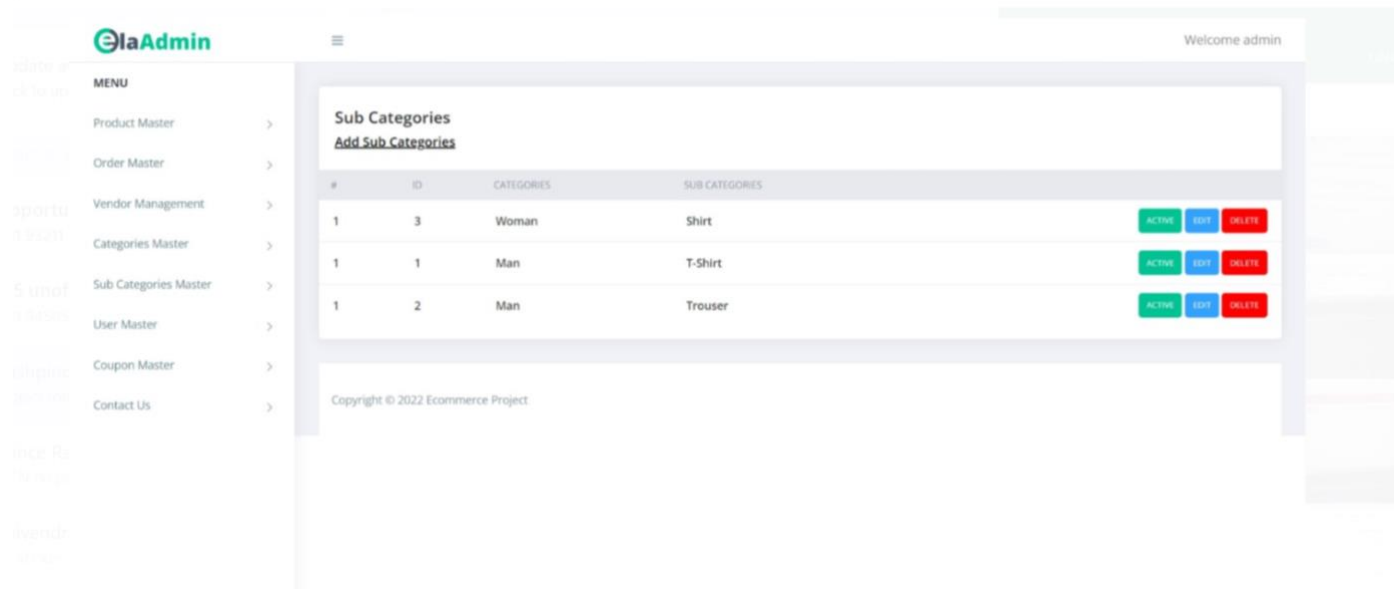 elaAdmin
Welcome admin
MENU
Product Master
Order Master
Vendor Management
Categories Master
Sub Categories Master
User Master
Coupon Master
Contact Us
Sub Categories
Add Sub Categories
# ID CATEGORIES SUB CATEGORIES
1 3 Woman Shirt ACTIVE EDIT DELETE
1 1 Man T-Shirt ACTIVE EDIT DELETE
1 2 Man Trouser ACTIVE EDIT DELETE
Copyright © 2022 Ecommerce Project